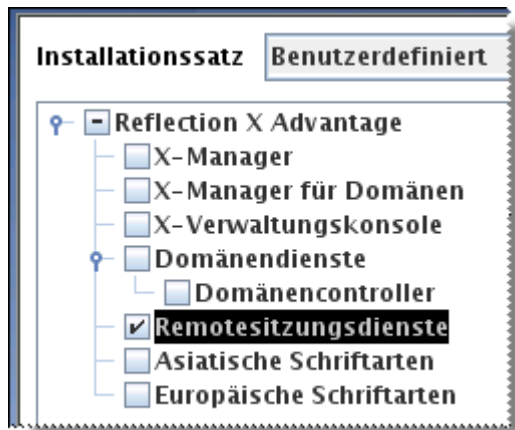 Installationssatz Benutzerdefiniert
Reflection X Advantage
X-Manager
X-Manager für Domänen
X-Verwaltungskonsole
Domänendienste
Domänencontroller
Remotesitzungsdienste
Asiatische Schriftarten
Europäische Schriftarten